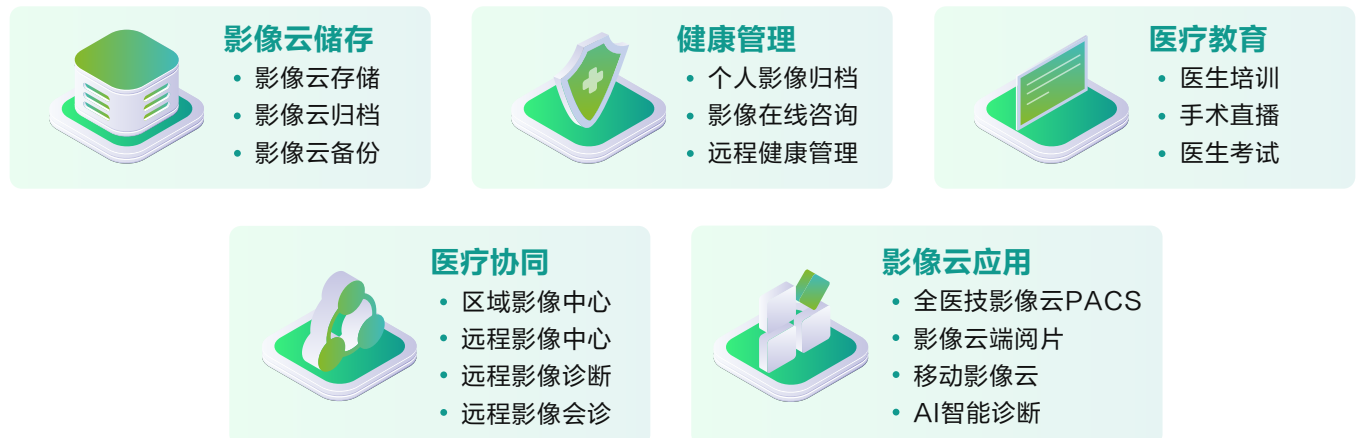 影像云储存
• 影像云存储
• 影像云归档
• 影像云备份
健康管理
• 个人影像归档
• 影像在线咨询
• 远程健康管理
医疗教育
• 医生培训
• 手术直播
• 医生考试
医疗协同
• 区域影像中心
• 远程影像中心
• 远程影像诊断
• 远程影像会诊
影像云应用
• 全医技影像云PACS
• 影像云端阅片
• 移动影像云
• AI智能诊断